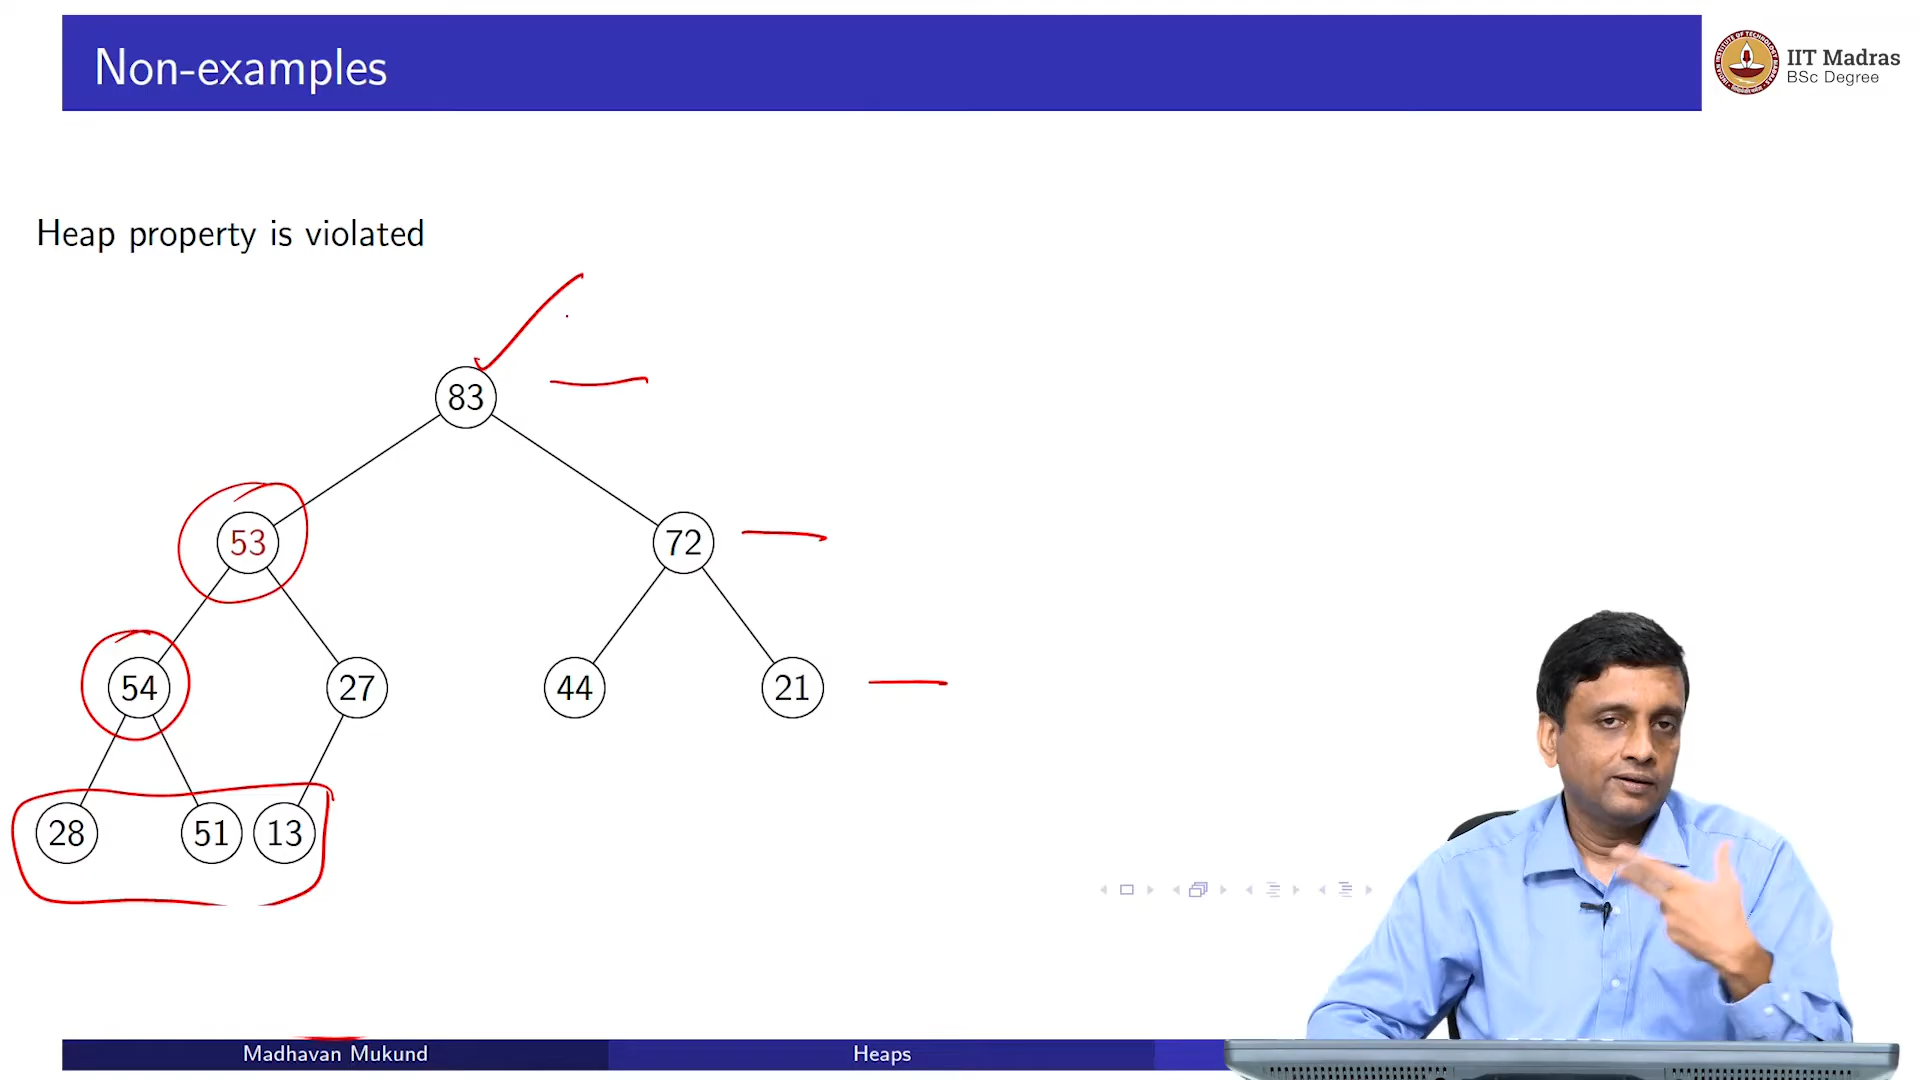 Non-examples
IIT Madras
BSc Degree
Heap property is violated
83
53
72
54
27
44
21
28
51
13
Madhavan Mukund
Heaps